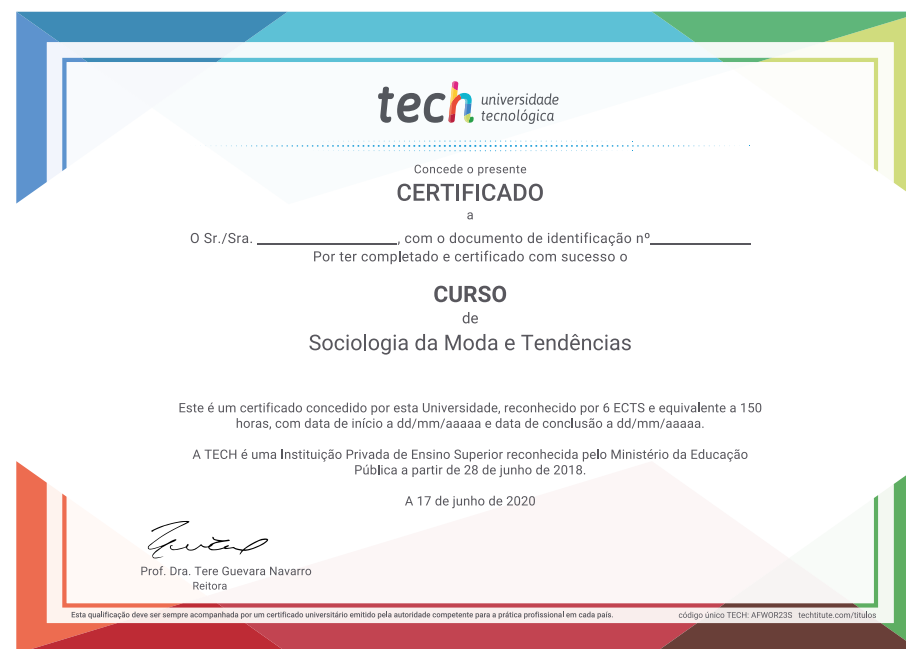 tech universidade
tecnológica
Concede o presente
CERTIFICADO
a
O Sr./Sra. ____________, com o documento de identificação nº____________
Por ter completado e certificado com sucesso o
CURSO
de
Sociologia da Moda e Tendências
Este é um certificado concedido por esta Universidade, reconhecido por 6 ECTS e equivalente a 150
horas, com data de início a dd/mm/aaaaa e data de conclusão a dd/mm/aaaaa.
A TECH é uma Instituição Privada de Ensino Superior reconhecida pelo Ministério da Educação
Pública a partir de 28 de junho de 2018.
A 17 de junho de 2020
Prof. Dra. Tere Guevara Navarro
Reitora
Esta qualificação deve ser sempre acompanhada por um certificado universitário emitido pela autoridade competente para a prática profissional em cada país.
código único TECH: AFWOR23S techtitute.com/titulos